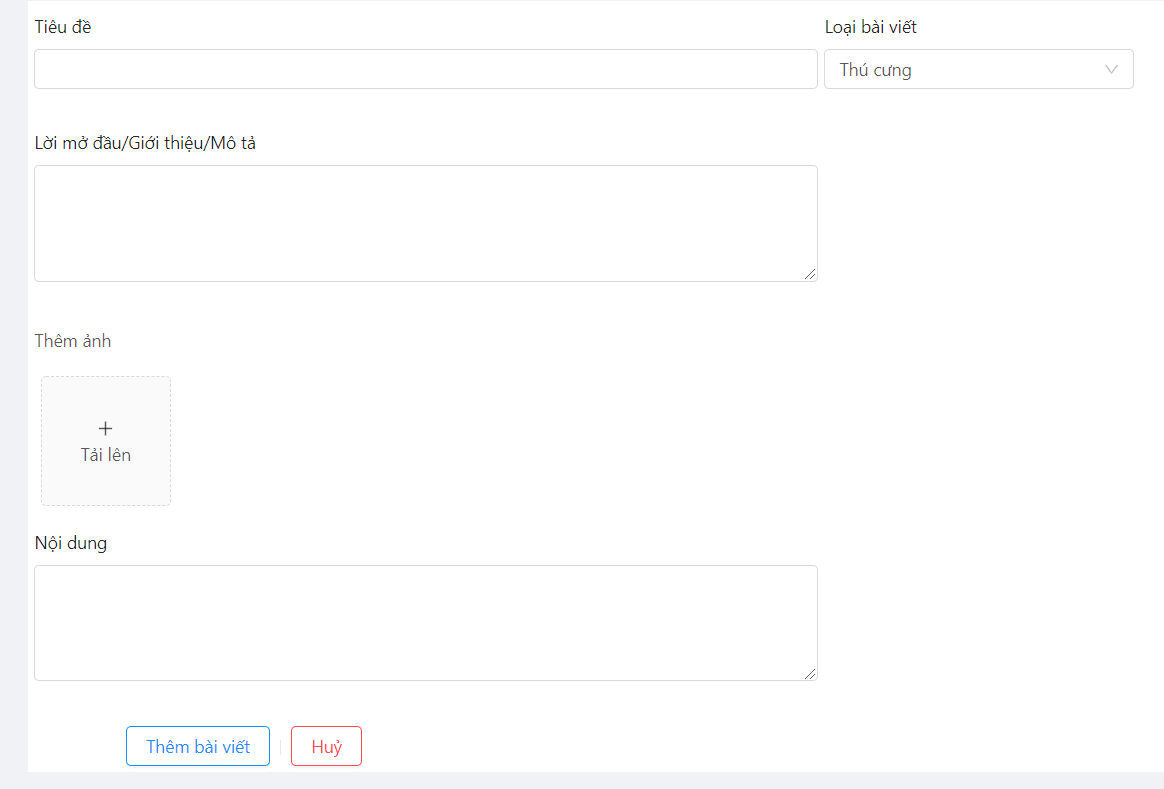 Tiêu đề
Loại bài viết
Thú cưng
Lời mở đầu/Giới thiệu/Mô tả
Thêm ảnh
+
Tải lên
Nội dung
Thêm bài viết
Huỷ